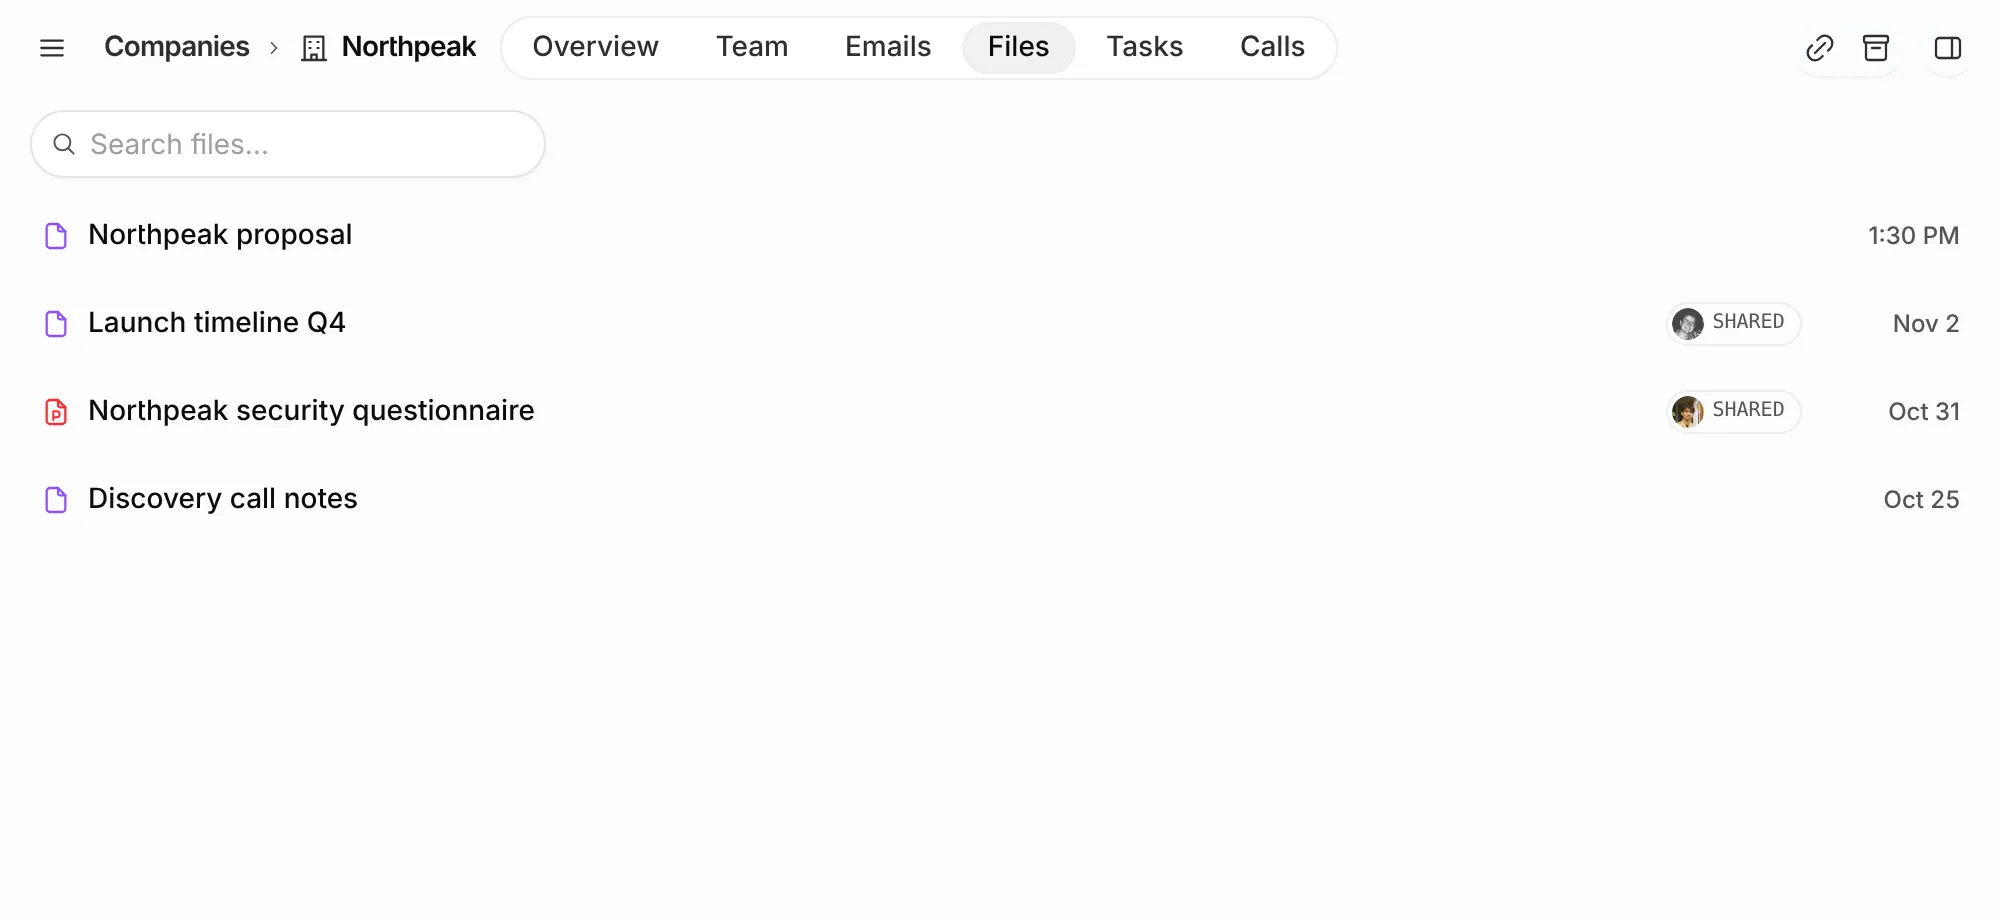 Companies > Northpeak Overview Team Emails Files Tasks Calls
Search files...
Northpeak proposal 1:30 PM
Launch timeline Q4 SHARED Nov 2
Northpeak security questionnaire SHARED Oct 31
Discovery call notes Oct 25